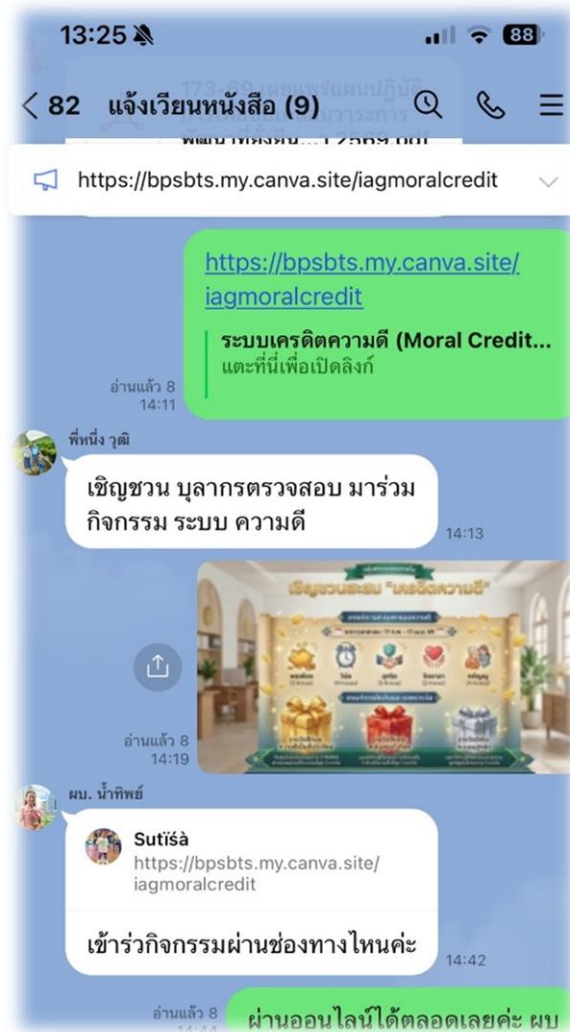 13:25
88
82 แจ้งเวียนหนังสือ (9)
https://bpsbts.my.canva.site/iagmoralcredit
https://bpsbts.my.canva.site/
iagmoralcredit
ระบบเครดิตความดี (Moral Credit...
แตะที่นี่เพื่อเปิดลิงก์
อ่านแล้ว 8
14:11
พี่หนึ่ง วุฒิ
เชิญชวน บุลากรตรวจสอบ มาร่วม
กิจกรรม ระบบ ความดี
14:13
เชิญชวนสะสม "เครดิตความดี"
อ่านแล้ว 8
14:19
ผบ. น้ำทิพย์
Sutïśà
https://bpsbts.my.canva.site/
iagmoralcredit
เข้าร่วกิจกรรมผ่านช่องทางไหนค่ะ
14:42
อ่านแล้ว 8
14:44
ผ่านออนไลน์ได้ตลอดเลยค่ะ ผบ